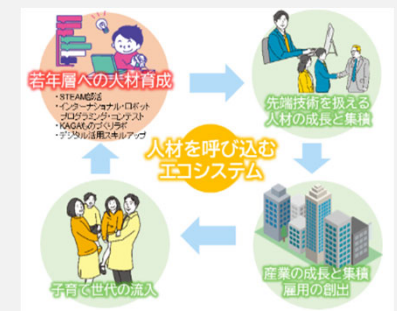 若年層への人材育成
・STEAM部活
・インターナショナル・ロボット
プログラミング・コンテスト
・KAGAものづくりラボ
・デジタル活用スキルアップ
先端技術を扱える
人材の成長と集積
人材を呼び込む
エコシステム
産業の成長と集積
雇用の創出
子育て世代の流入